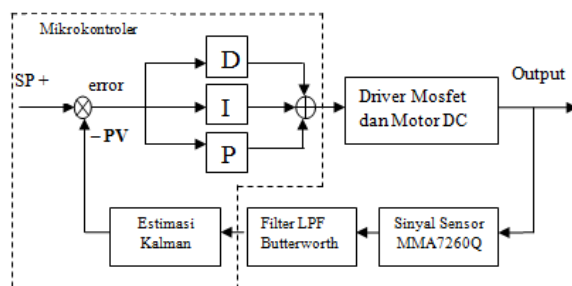 Mikrokontroler
SP +
error
−PV
D
I
P
Driver Mosfet
dan Motor DC
Output
Estimasi
Kalman
Filter LPF
Butterworth
Sinyal Sensor
MMA7260Q